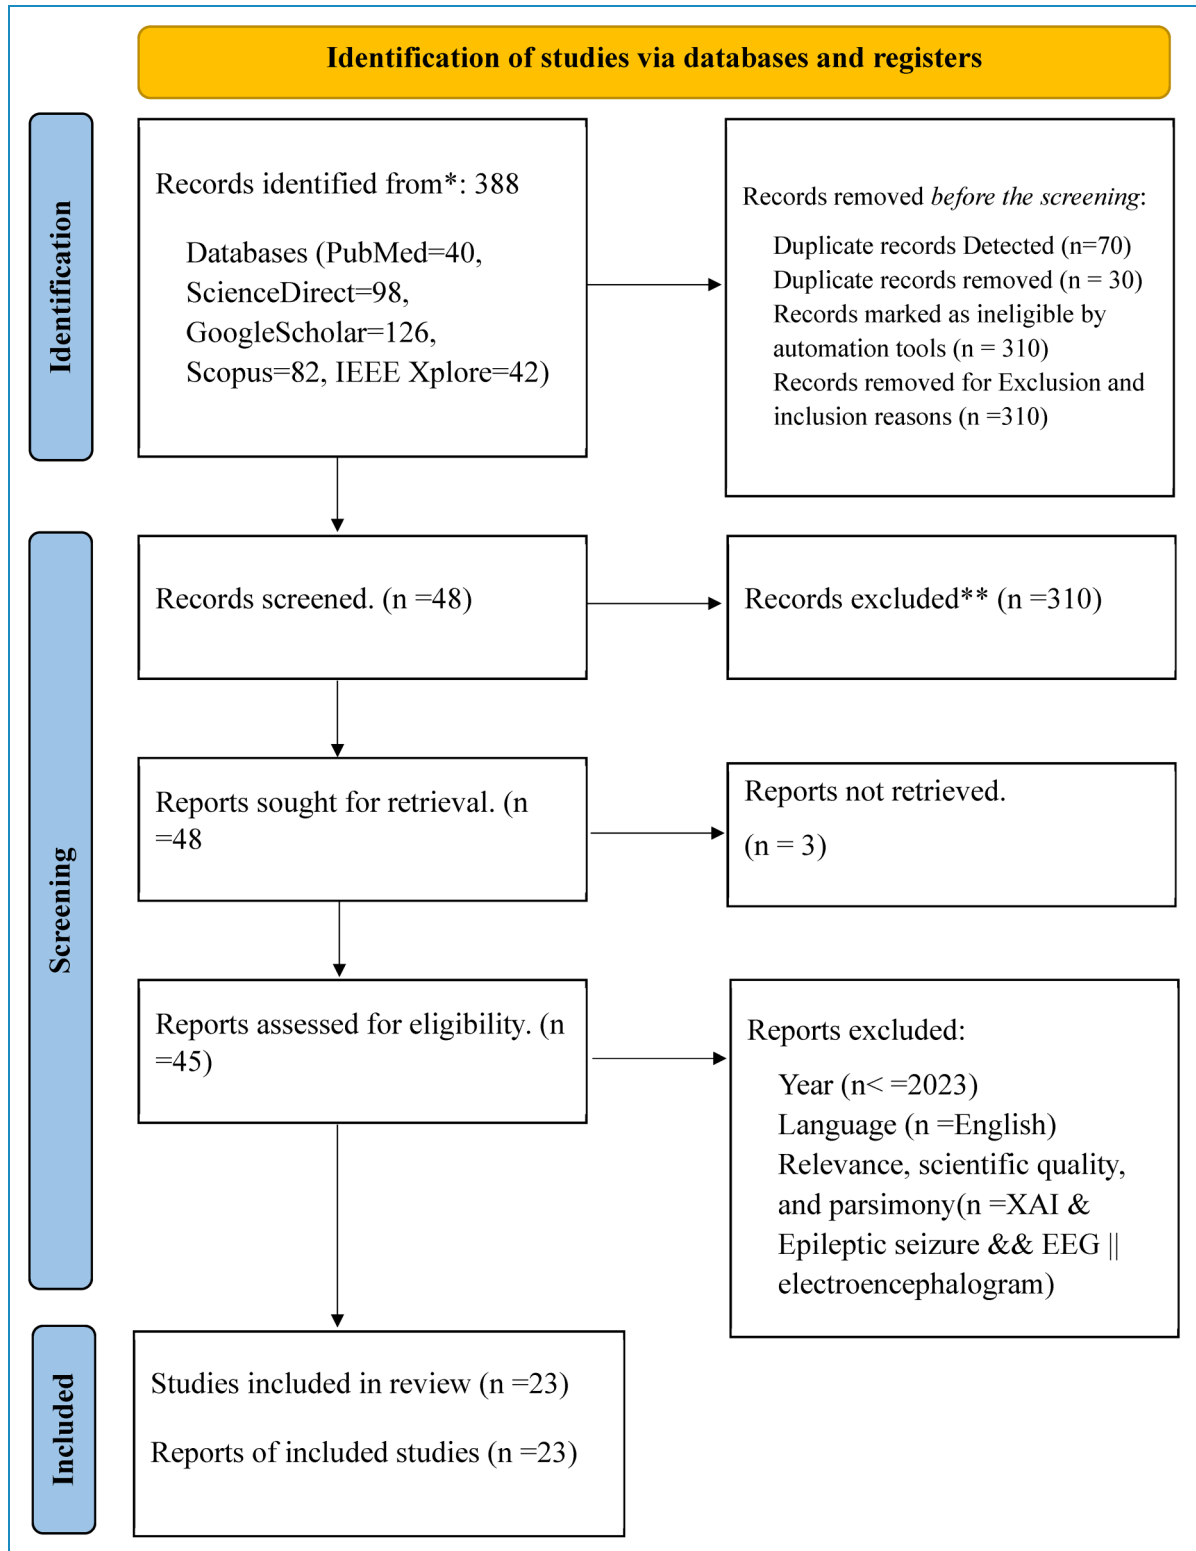 Identification of studies via databases and registers
Identification
Records identified from*: 388
Databases (PubMed=40,
ScienceDirect=98,
GoogleScholar=126,
Scopus=82, IEEE Xplore=42)
Records removed before the screening:
Duplicate records Detected (n=70)
Duplicate records removed (n = 30)
Records marked as ineligible by
automation tools (n = 310)
Records removed for Exclusion and
inclusion reasons (n =310)
Screening
Records screened. (n =48)
Records excluded** (n =310)
Reports sought for retrieval. (n
=48
Reports not retrieved.
(n = 3)
Reports assessed for eligibility. (n
=45)
Reports excluded:
Year (n< =2023)
Language (n =English)
Relevance, scientific quality,
and parsimony(n =XAI &
Epileptic seizure && EEG ||
electroencephalogram)
Included
Studies included in review (n =23)
Reports of included studies (n =23)